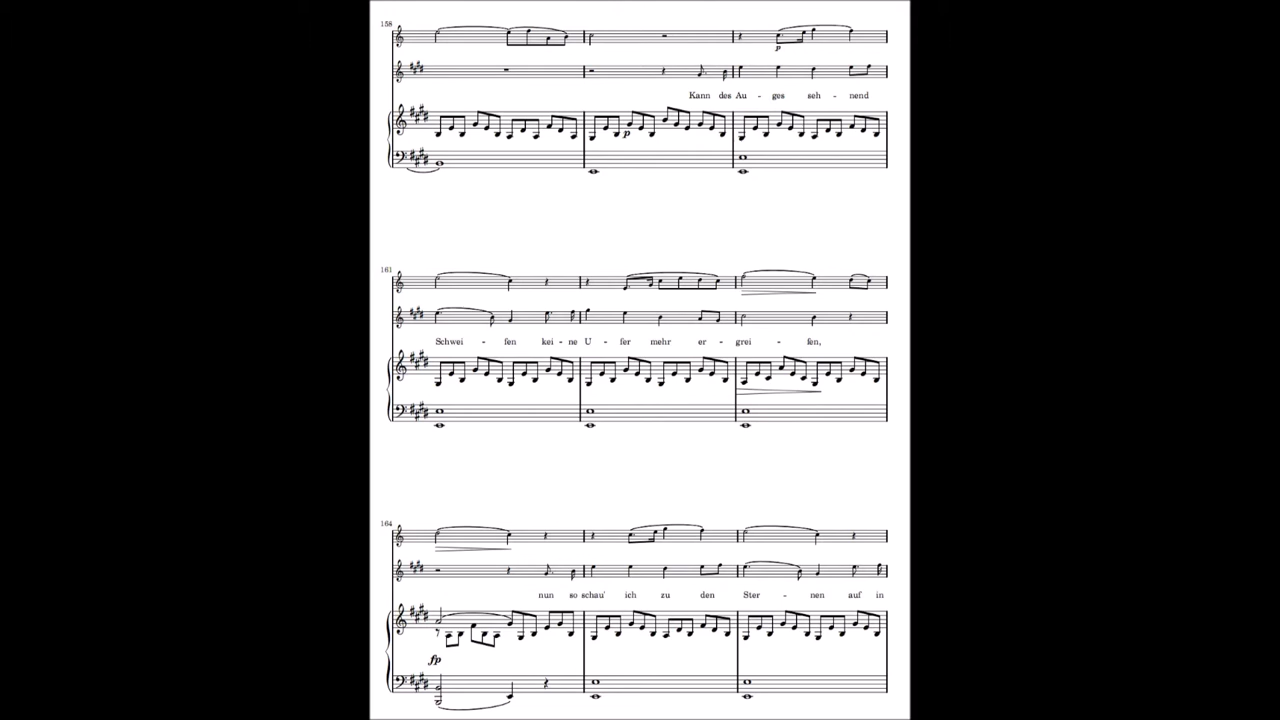 158
p
Kann des Au - ges seh - nend
p
161
Schwei - fen kei - ne U - fer mehr er - grei - fen,
164
nun so schau' ich zu den Ster - nen auf in
fp